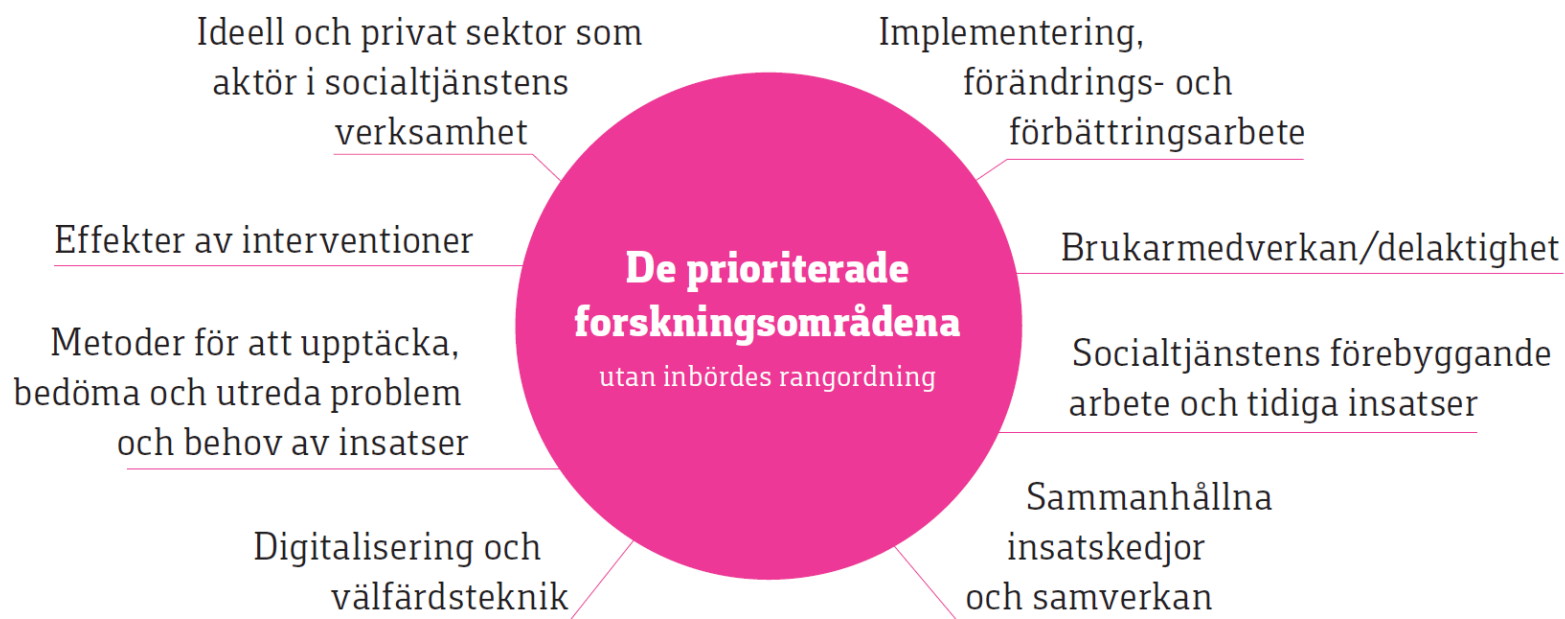 De prioriterade
forskningsområdena
utan inbördes rangordning
Ideell och privat sektor som
aktör i socialtjänstens
verksamhet
Effekter av interventioner
Metoder för att upptäcka,
bedöma och utreda problem
och behov av insatser
Digitalisering och
välfärdsteknik
Implementering,
förändrings- och
förbättringsarbete
Brukarmedverkan/delaktighet
Socialtjänstens förebyggande
arbete och tidiga insatser
Sammanhållna
insatskedjor
och samverkan